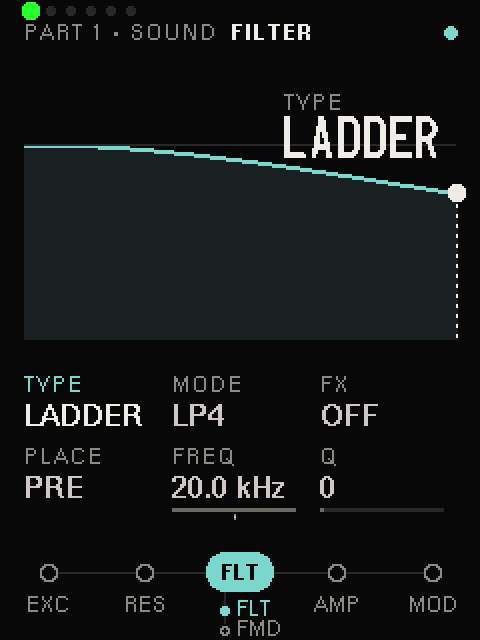 PART 1 · SOUND FILTER
TYPE
LADDER
TYPE MODE FX
LADDER LP4 OFF
PLACE FREQ Q
PRE 20.0 kHz 0
FLT
EXC RES AMP MOD
FLT
FMD